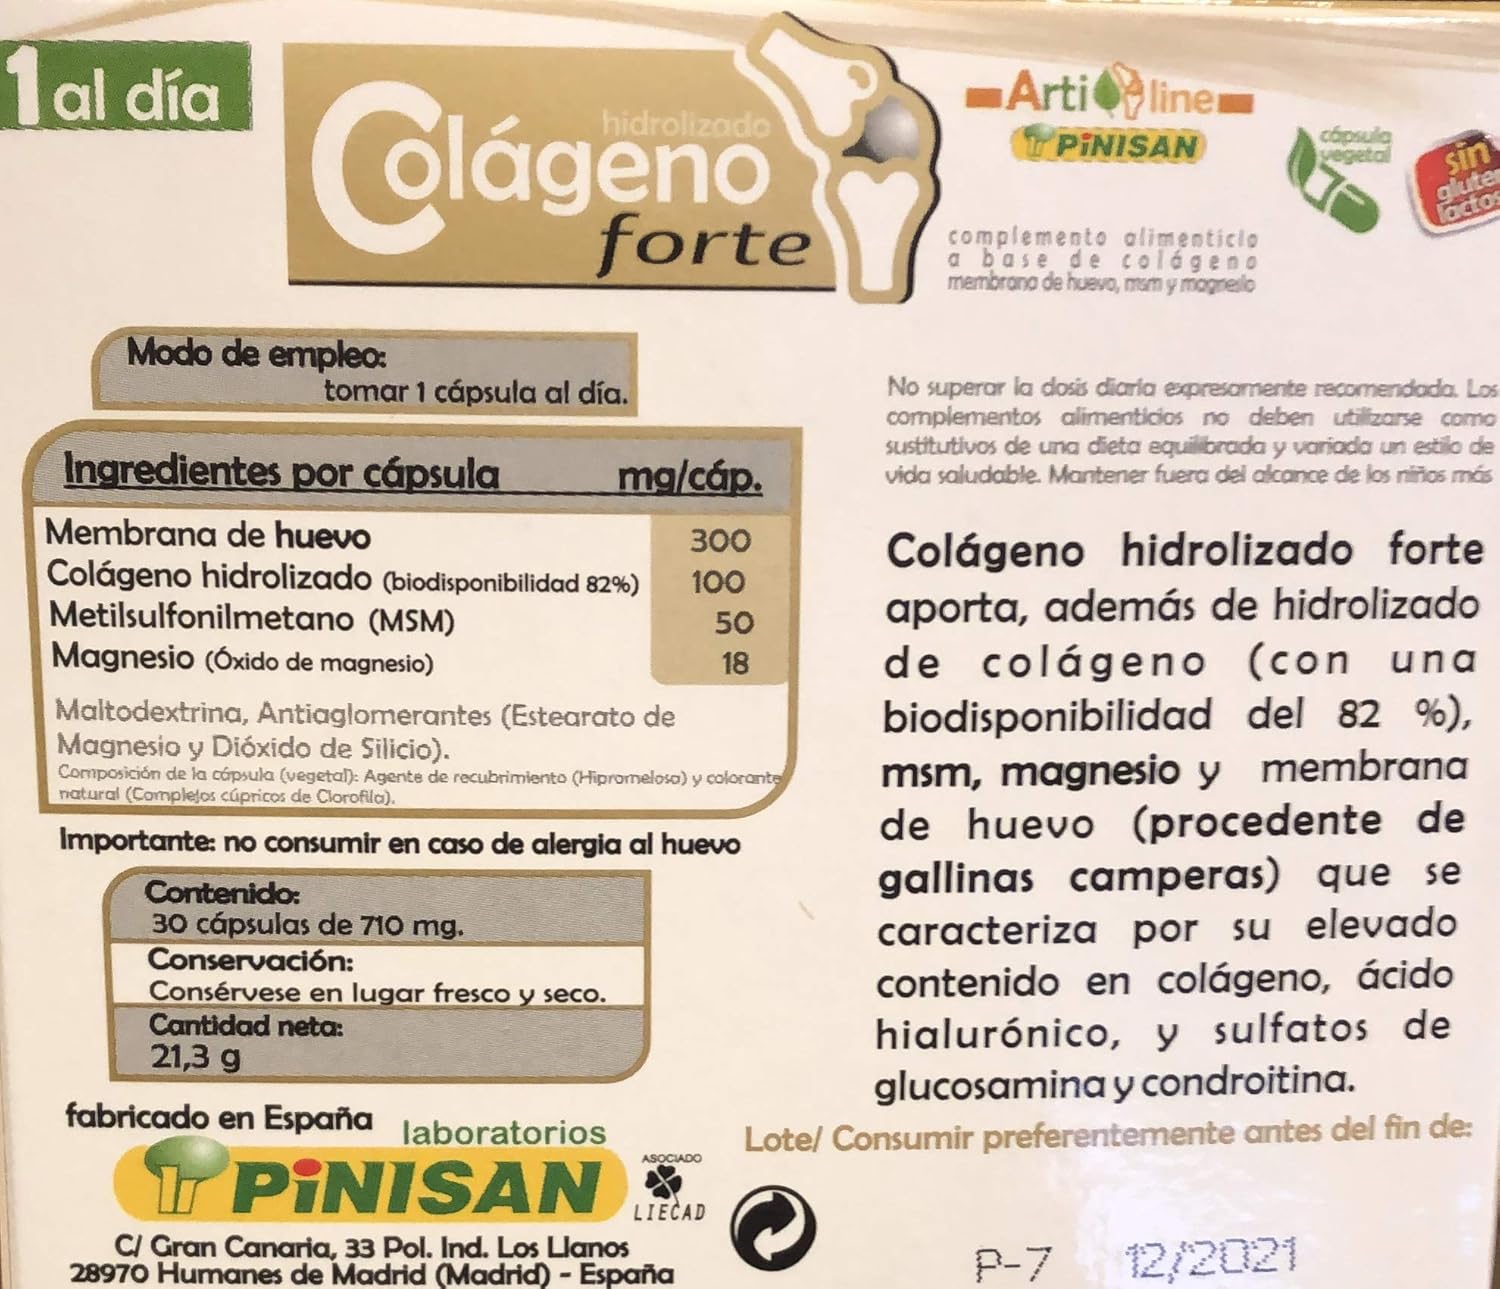 1 al día
hidrolizado
Colágeno
forte
Arti line
PiNISAN
cápsula
vegetal
sin
gluten
lactos
complemento alimenticio
a base de colágeno
membrana de huevo, msm y magnesio
Modo de empleo:
tomar 1 cápsula al día.
Ingredientes por cápsula mg/cáp.
Membrana de huevo 300
Colágeno hidrolizado (biodisponibilidad 82%) 100
Metilsulfonilmetano (MSM) 50
Magnesio (Óxido de magnesio) 18
Maltodextrina, Antiaglomerantes (Estearato de
Magnesio y Dióxido de Silicio).
Composición de la cápsula (vegetal): Agente de recubrimiento (Hipromelosa) y colorante
natural (Complejos cúpricos de Clorofila).
Importante: no consumir en caso de alergia al huevo
Contenido:
30 cápsulas de 710 mg.
Conservación:
Consérvese en lugar fresco y seco.
Cantidad neta:
21,3 g
fabricado en España
laboratorios
PiNISAN
ASOCIADO
LIECAD
C/ Gran Canaria, 33 Pol. Ind. Los Llanos
28970 Humanes de Madrid (Madrid) - España
No superar la dosis diaria expresamente recomendada. Los
complementos alimenticios no deben utilizarse como
sustitutivos de una dieta equilibrada y variada un estilo de
vida saludable. Mantener fuera del alcance de los niños más
Colágeno hidrolizado forte
aporta, además de hidrolizado
de colágeno (con una
biodisponibilidad del 82 %),
msm, magnesio y membrana
de huevo (procedente de
gallinas camperas) que se
caracteriza por su elevado
contenido en colágeno, ácido
hialurónico, y sulfatos de
glucosamina y condroitina.
Lote/ Consumir preferentemente antes del fin de:
P-7 12/2021